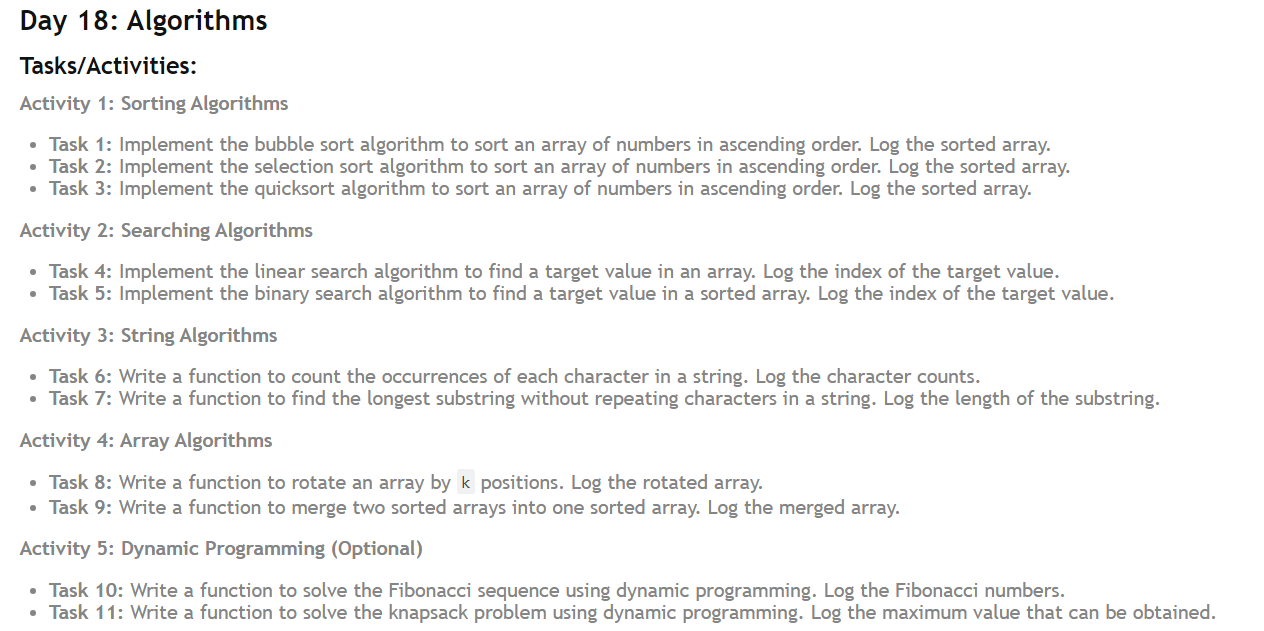 Day 18: Algorithms
Tasks/Activities:
Activity 1: Sorting Algorithms
• Task 1: Implement the bubble sort algorithm to sort an array of numbers in ascending order. Log the sorted array.
• Task 2: Implement the selection sort algorithm to sort an array of numbers in ascending order. Log the sorted array.
• Task 3: Implement the quicksort algorithm to sort an array of numbers in ascending order. Log the sorted array.
Activity 2: Searching Algorithms
• Task 4: Implement the linear search algorithm to find a target value in an array. Log the index of the target value.
• Task 5: Implement the binary search algorithm to find a target value in a sorted array. Log the index of the target value.
Activity 3: String Algorithms
• Task 6: Write a function to count the occurrences of each character in a string. Log the character counts.
• Task 7: Write a function to find the longest substring without repeating characters in a string. Log the length of the substring.
Activity 4: Array Algorithms
• Task 8: Write a function to rotate an array by k positions. Log the rotated array.
• Task 9: Write a function to merge two sorted arrays into one sorted array. Log the merged array.
Activity 5: Dynamic Programming (Optional)
• Task 10: Write a function to solve the Fibonacci sequence using dynamic programming. Log the Fibonacci numbers.
• Task 11: Write a function to solve the knapsack problem using dynamic programming. Log the maximum value that can be obtained.